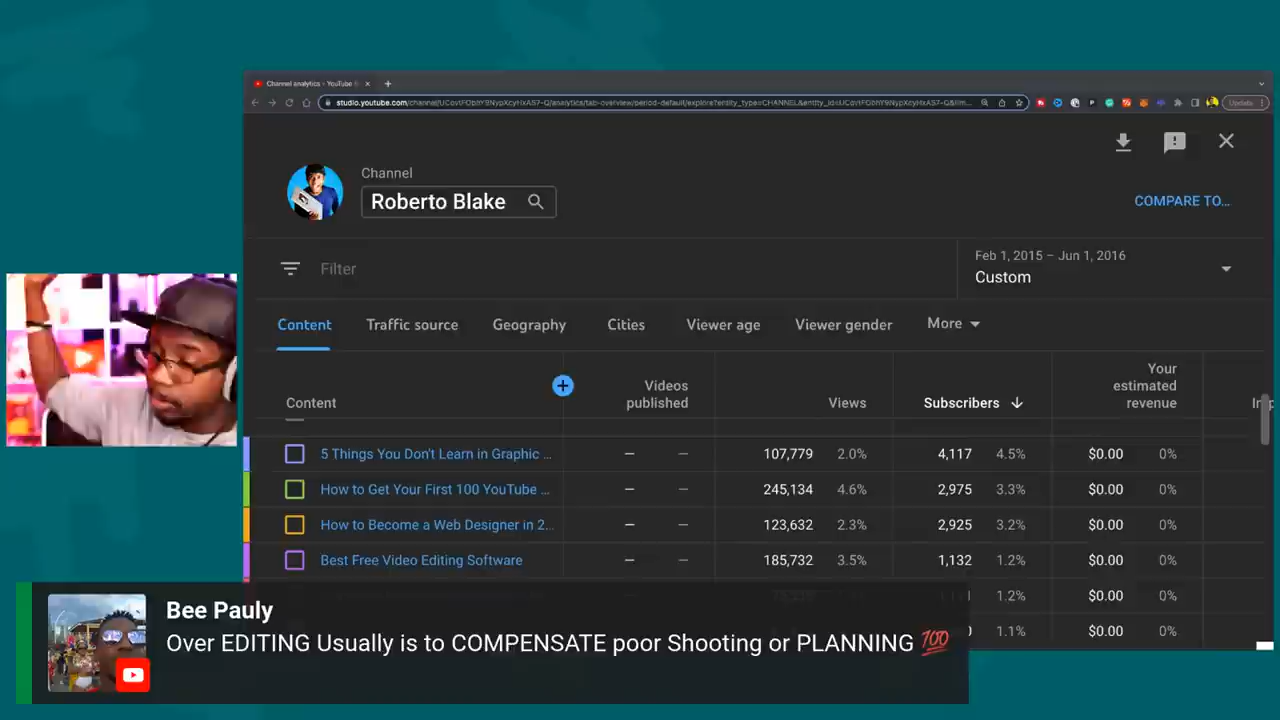 Channel analytics - YouTube
studio.youtube.com
Update
Channel
Roberto Blake
COMPARE TO...
Filter
Feb 1, 2015 – Jun 1, 2016
Custom
Content Traffic source Geography Cities Viewer age Viewer gender More
Content Videos published Views Subscribers Your estimated revenue
5 Things You Don't Learn in Graphic ... — — 107,779 2.0% 4,117 4.5% $0.00 0%
How to Get Your First 100 YouTube ... — — 245,134 4.6% 2,975 3.3% $0.00 0%
How to Become a Web Designer in 2... — — 123,632 2.3% 2,925 3.2% $0.00 0%
Best Free Video Editing Software — — 185,732 3.5% 1,132 1.2% $0.00 0%
1.2% $0.00 0%
1.1% $0.00 0%
Bee Pauly
Over EDITING Usually is to COMPENSATE poor Shooting or PLANNING 💯